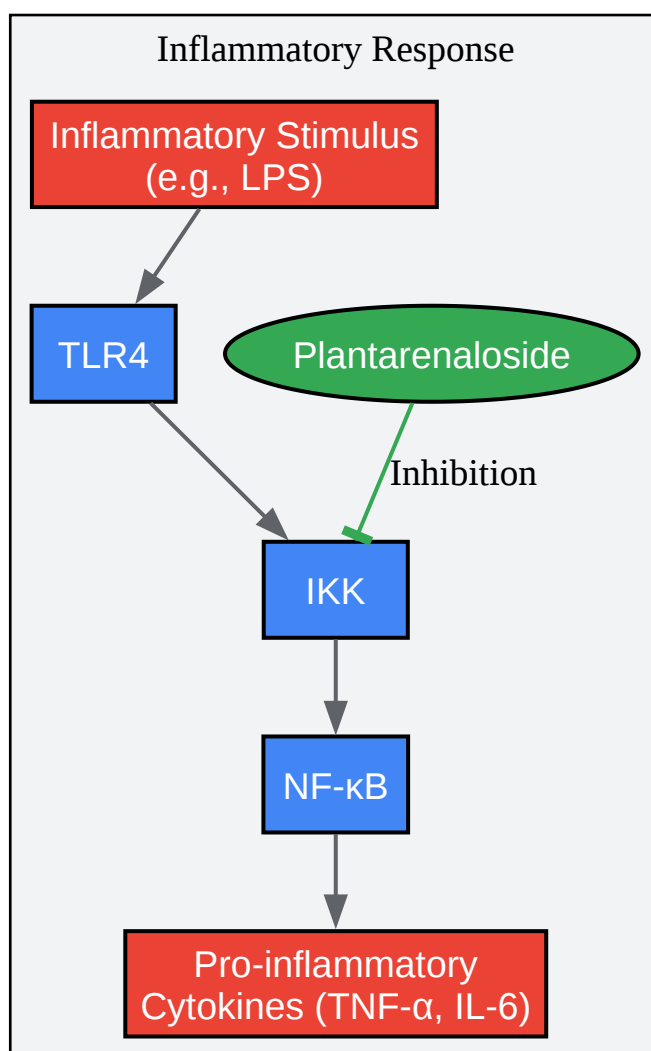 Inflammatory Response
Inflammatory Stimulus
(e.g., LPS)
TLR4
Plantarenaloside
Inhibition
IKK
NF-κB
Pro-inflammatory
Cytokines (TNF-α, IL-6)